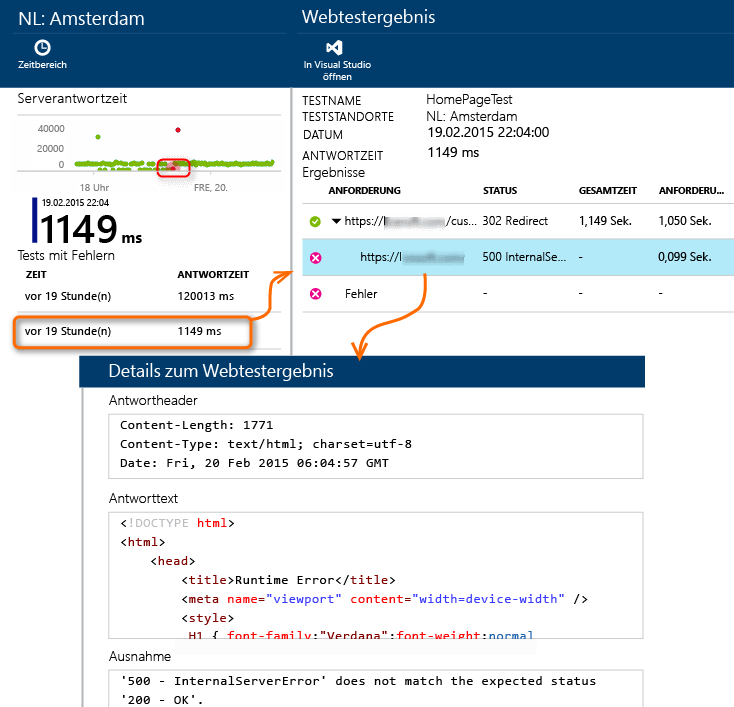 NL: Amsterdam
Zeitbereich
Serverantwortzeit
40000
20000
0
18 Uhr FRE, 20.
19.02.2015 22:04
1149 ms
Tests mit Fehlern
ZEIT ANTWORTZEIT
vor 19 Stunde(n) 120013 ms
vor 19 Stunde(n) 1149 ms
Webtestergebnis
In Visual Studio
öffnen
TESTNAME HomePageTest
TESTSTANDORTE NL: Amsterdam
DATUM 19.02.2015 22:04:00
ANTWORTZEIT 1149 ms
Ergebnisse
ANFORDERUNG STATUS GESAMTZEIT ANFORDERU...
https:// /cus... 302 Redirect 1,149 Sek. 1,050 Sek.
https:// 500 InternalSe... - 0,099 Sek.
Fehler - - -
Details zum Webtestergebnis
Antwortheader
Content-Length: 1771
Content-Type: text/html; charset=utf-8
Date: Fri, 20 Feb 2015 06:04:57 GMT
Antworttext
<!DOCTYPE html>
<html>
<head>
<title>Runtime Error</title>
<meta name="viewport" content="width=device-width" />
<style>
H1 { font-family:"Verdana";font-weight:normal
Ausnahme
'500 - InternalServerError' does not match the expected status
'200 - OK'.